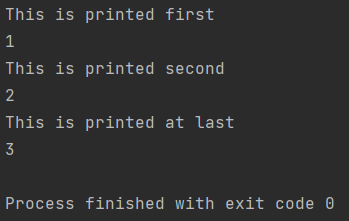 This is printed first
1
This is printed second
2
This is printed at last
3
Process finished with exit code 0